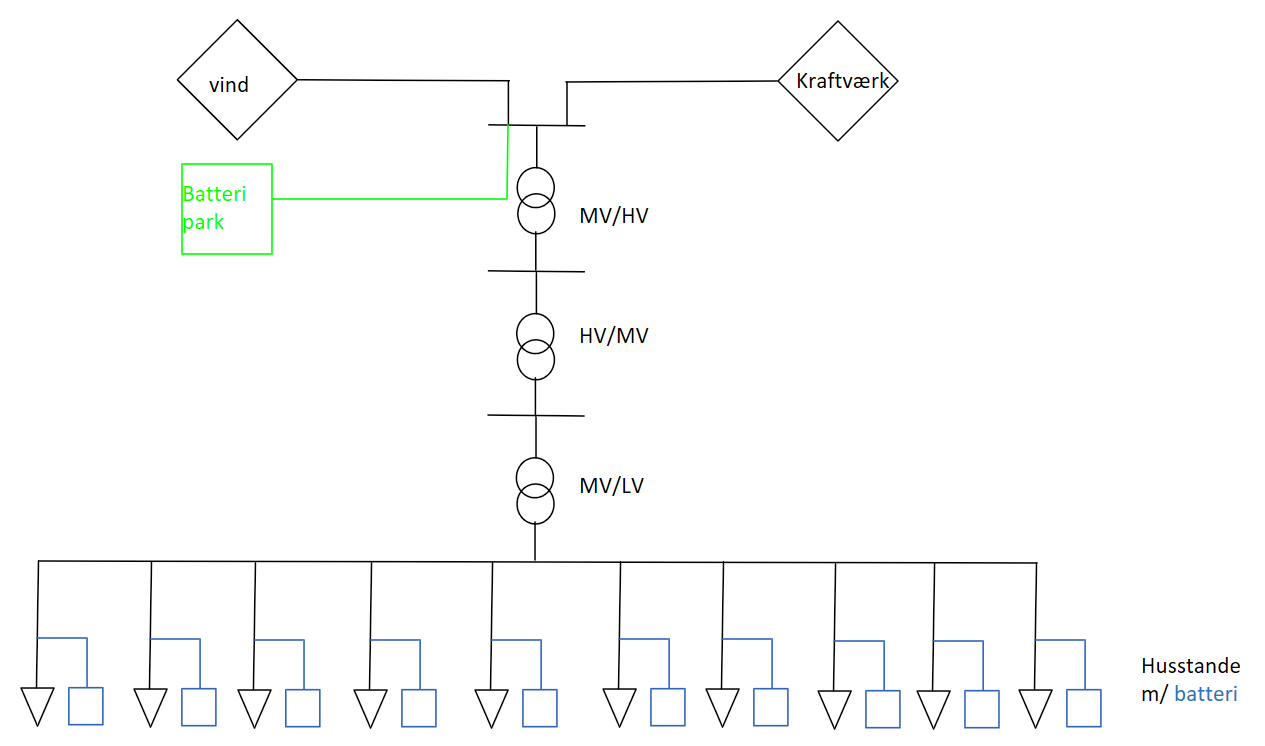 vind
Kraftværk
Batteri
park
MV/HV
HV/MV
MV/LV
Husstande
m/ batteri